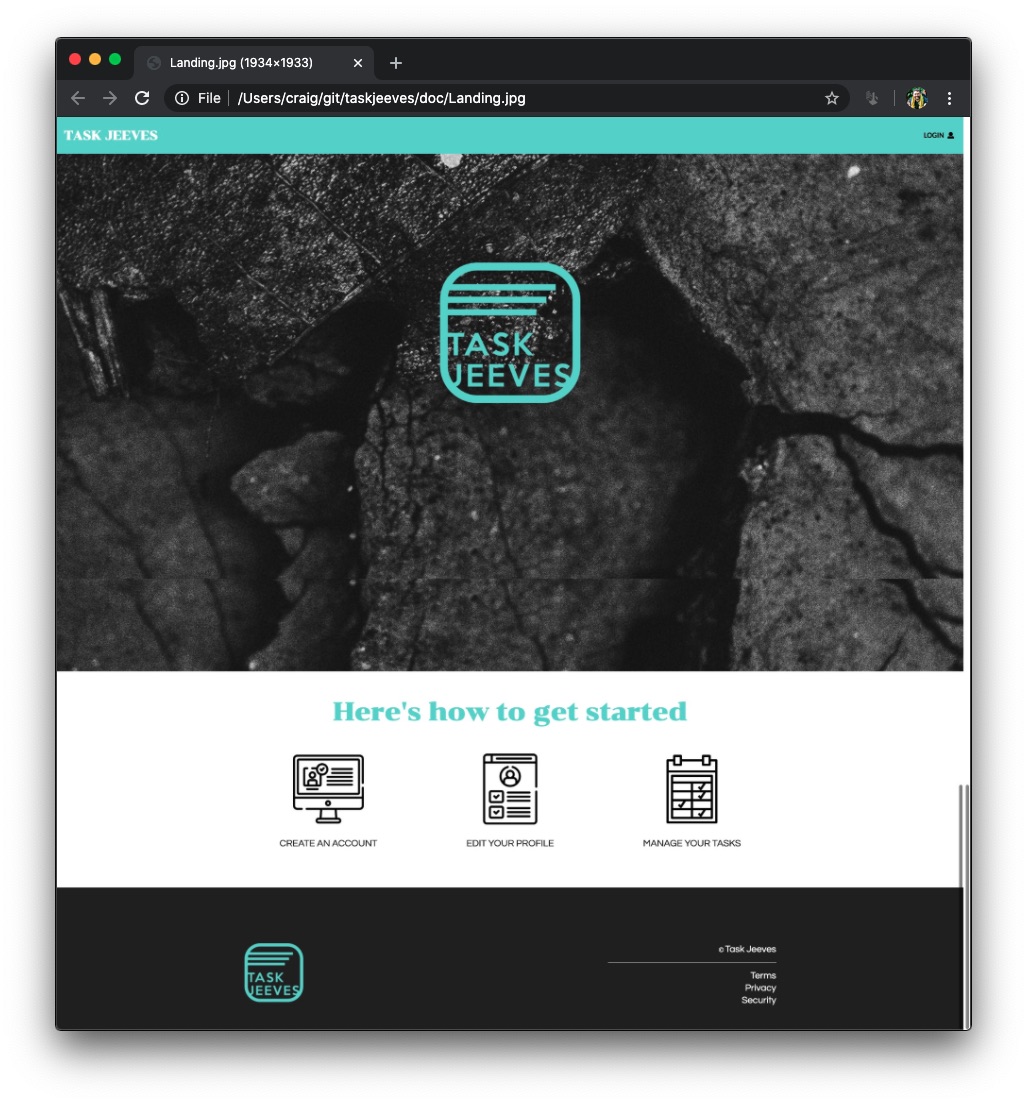 Landing.jpg (1934×1933)
File /Users/craig/git/taskjeeves/doc/Landing.jpg
TASK JEEVES
LOGIN
TASK
JEEVES
Here's how to get started
CREATE AN ACCOUNT
EDIT YOUR PROFILE
MANAGE YOUR TASKS
TASK
JEEVES
© Task Jeeves
Terms
Privacy
Security